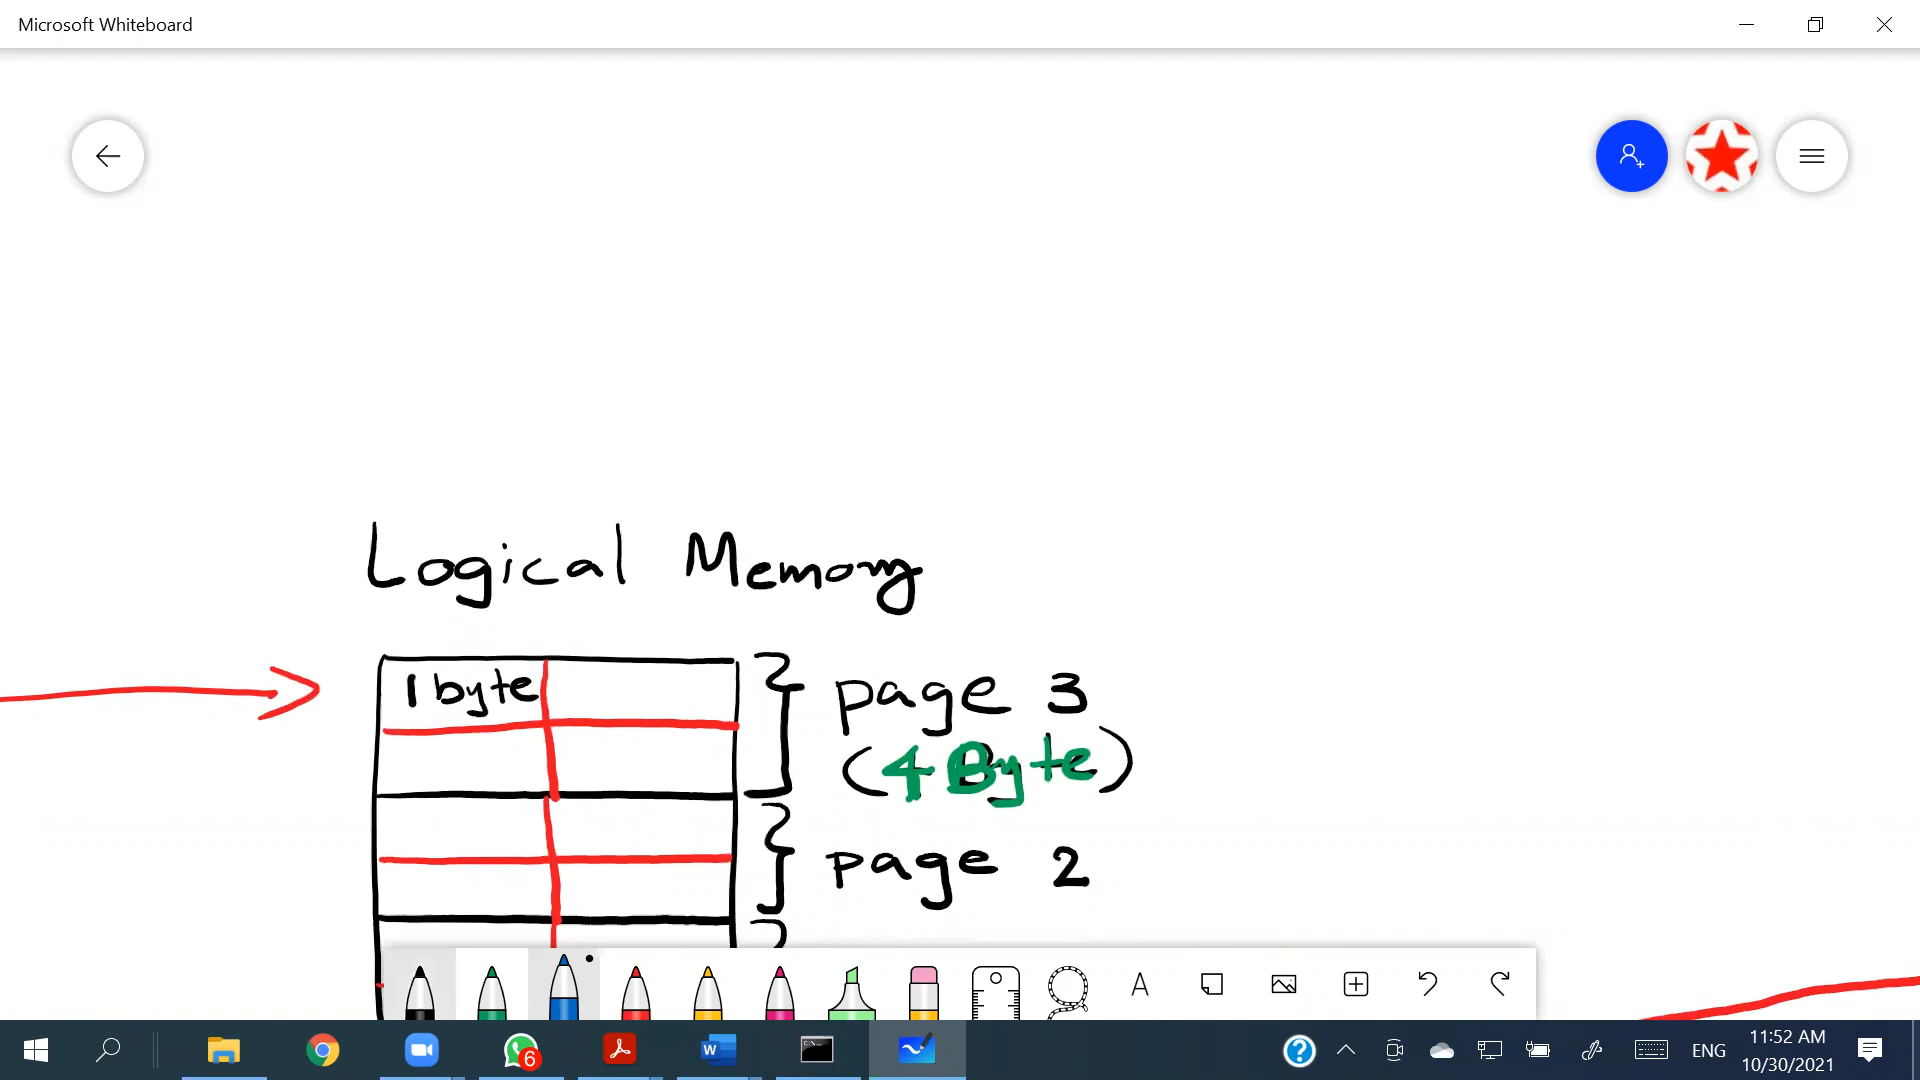 Microsoft Whiteboard
Logical Memory
1 byte
page 3
(4 Byte)
page 2
A
6
W
ENG
11:52 AM
10/30/2021